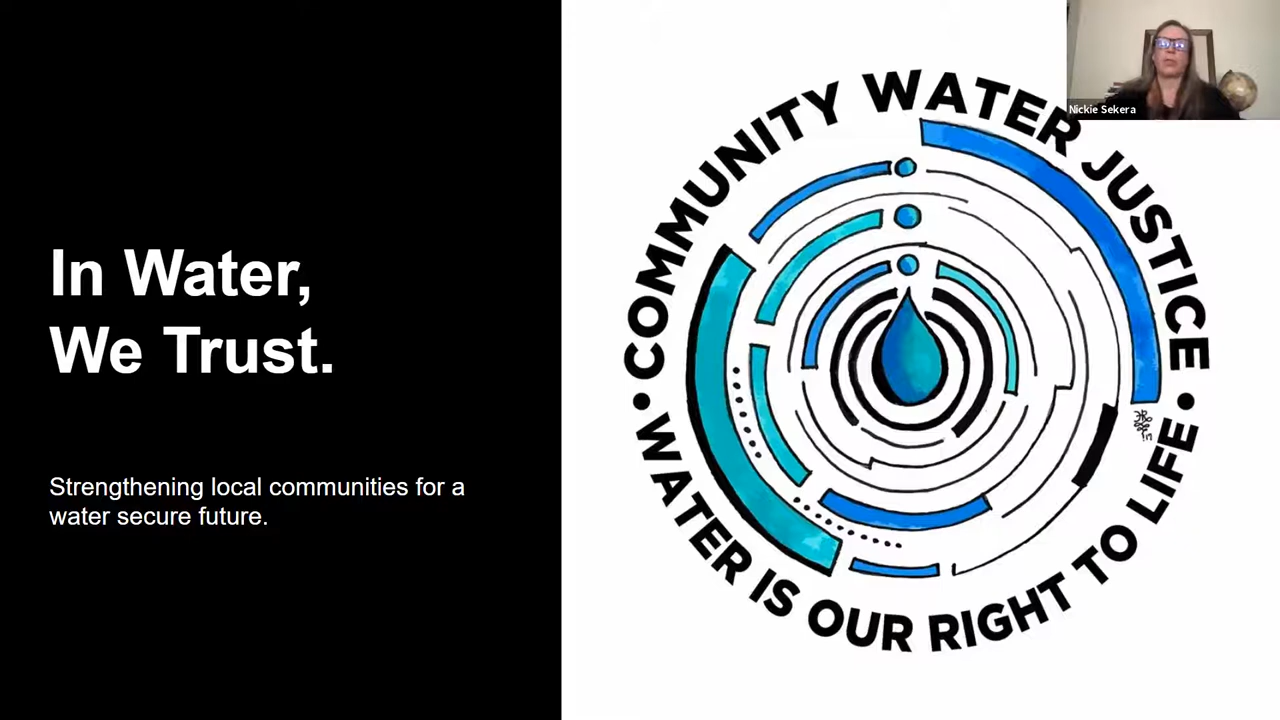 In Water,
We Trust.
Strengthening local communities for a
water secure future.
COMMUNITY WATER JUSTICE
• WATER IS OUR RIGHT TO LIFE •
Nickie Sekera